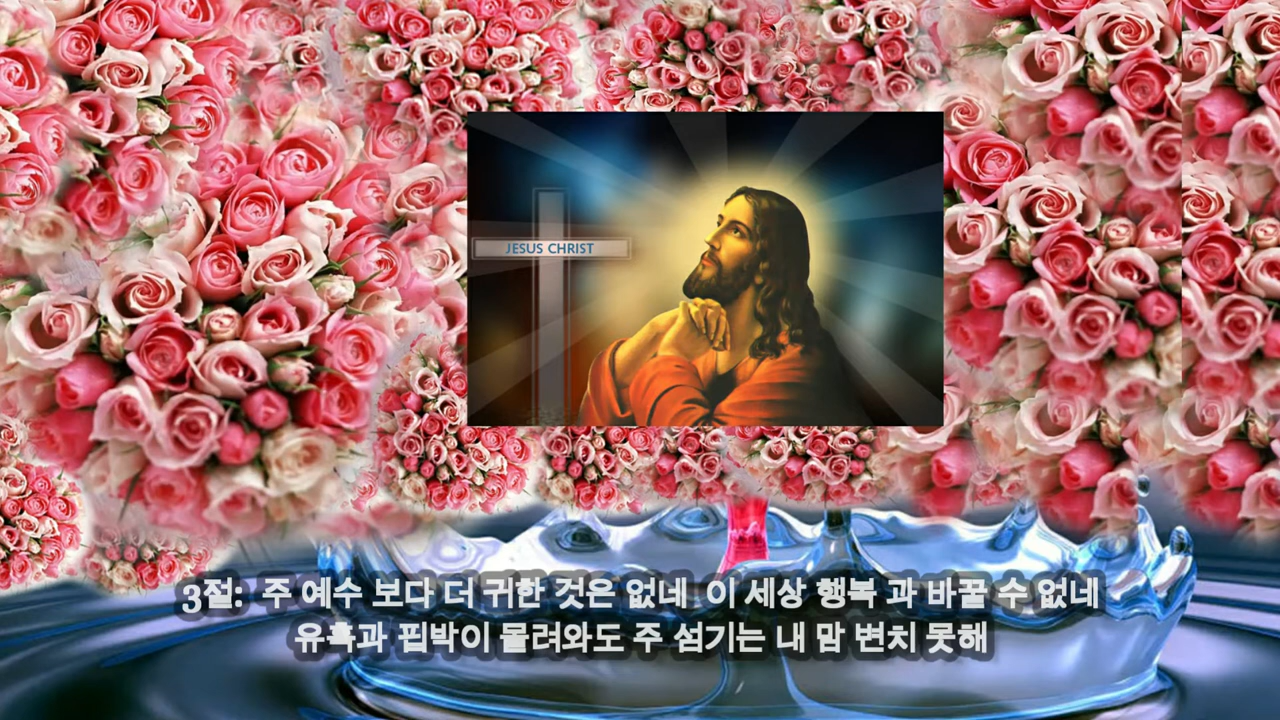 JESUS CHRIST
3절: 주 예수 보다 더 귀한 것은 없네 이 세상 행복 과 바꿀 수 없네
유혹과 핍박이 몰려와도 주 섬기는 내 맘 변치 못해